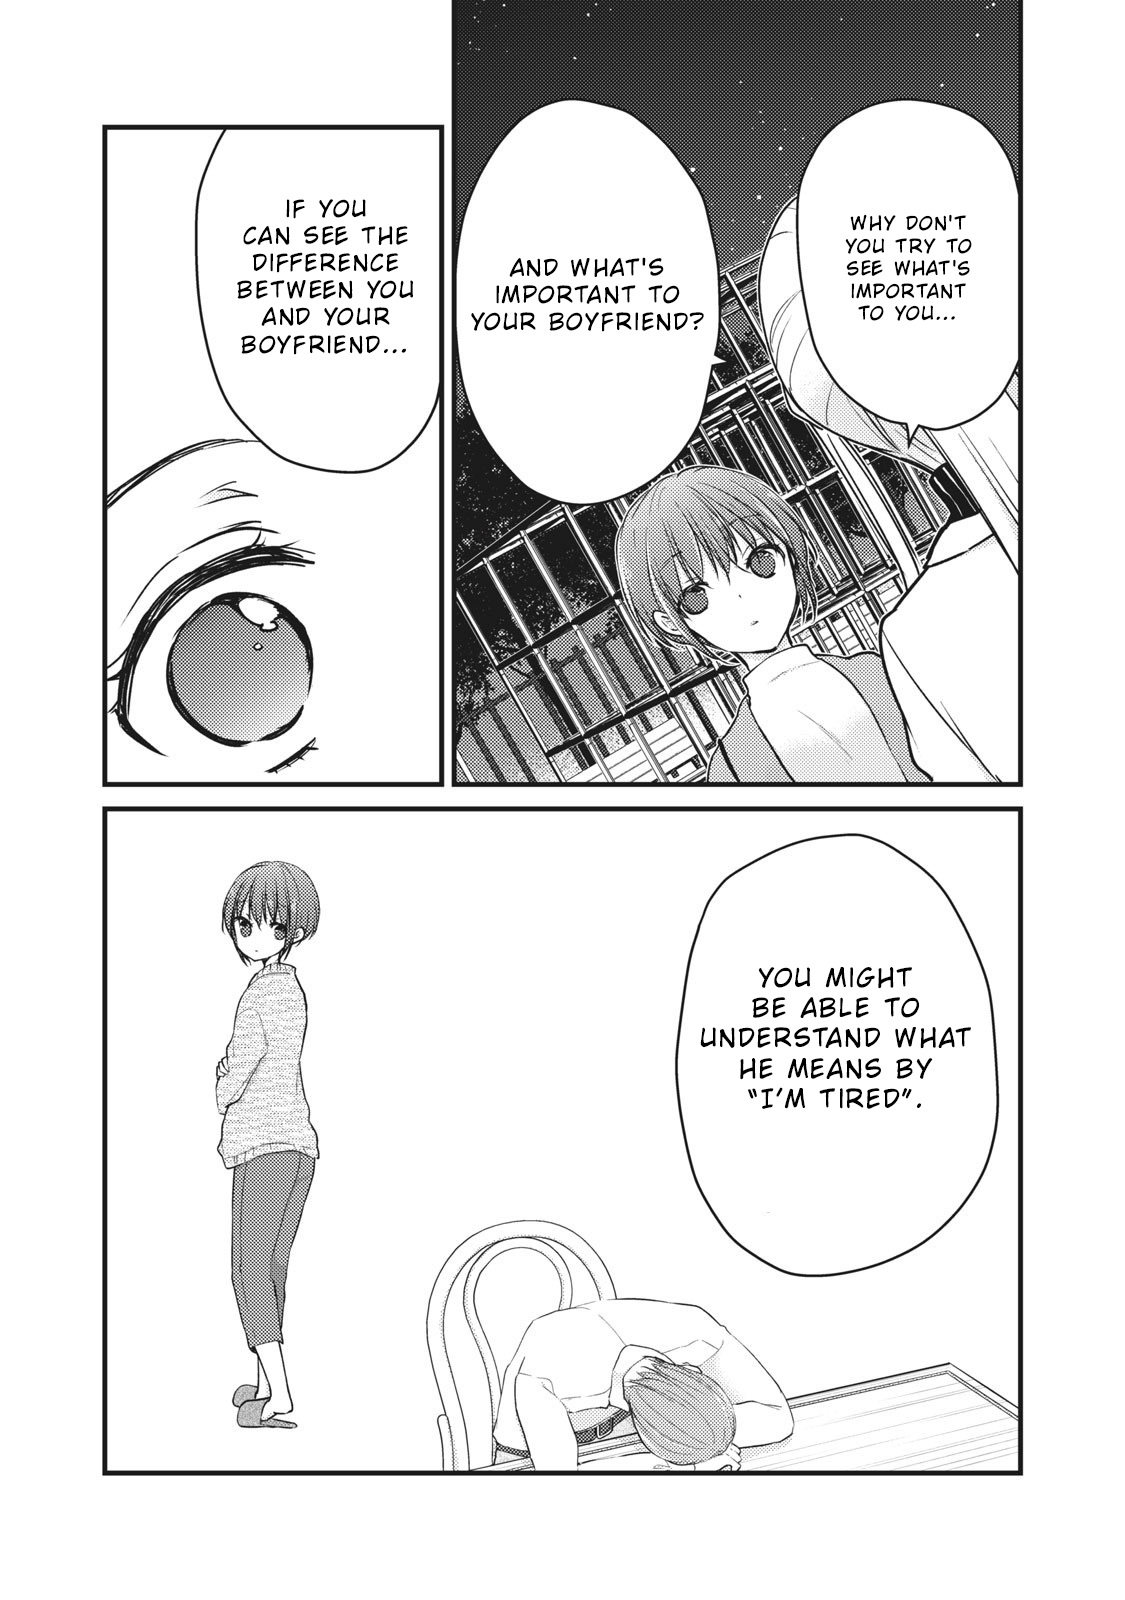 WHY DON'T
YOU TRY TO
SEE WHAT'S
IMPORTANT
TO YOU...
AND WHAT'S
IMPORTANT TO
YOUR BOYFRIEND?
IF YOU
CAN SEE THE
DIFFERENCE
BETWEEN YOU
AND YOUR
BOYFRIEND...
YOU MIGHT
BE ABLE TO
UNDERSTAND WHAT
HE MEANS BY
"I'M TIRED".